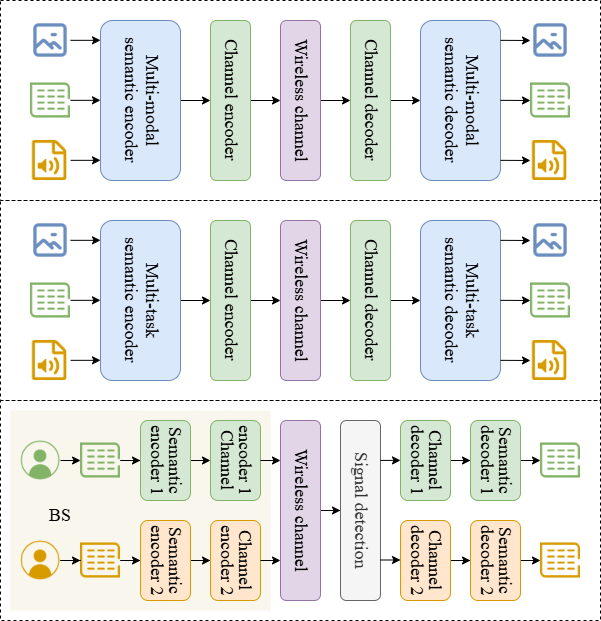 Multi-modal
semantic encoder
Channel encoder
Wireless channel
Channel decoder
Multi-modal
semantic decoder
Multi-task
semantic encoder
Channel encoder
Wireless channel
Channel decoder
Multi-task
semantic decoder
BS
Semantic
encoder 1
encoder 1
Channel
Semantic
encoder 2
Channel
encoder 2
Wireless channel
Signal detection
Channel
decoder 1
Semantic
decoder 1
Channel
decoder 2
Semantic
decoder 2